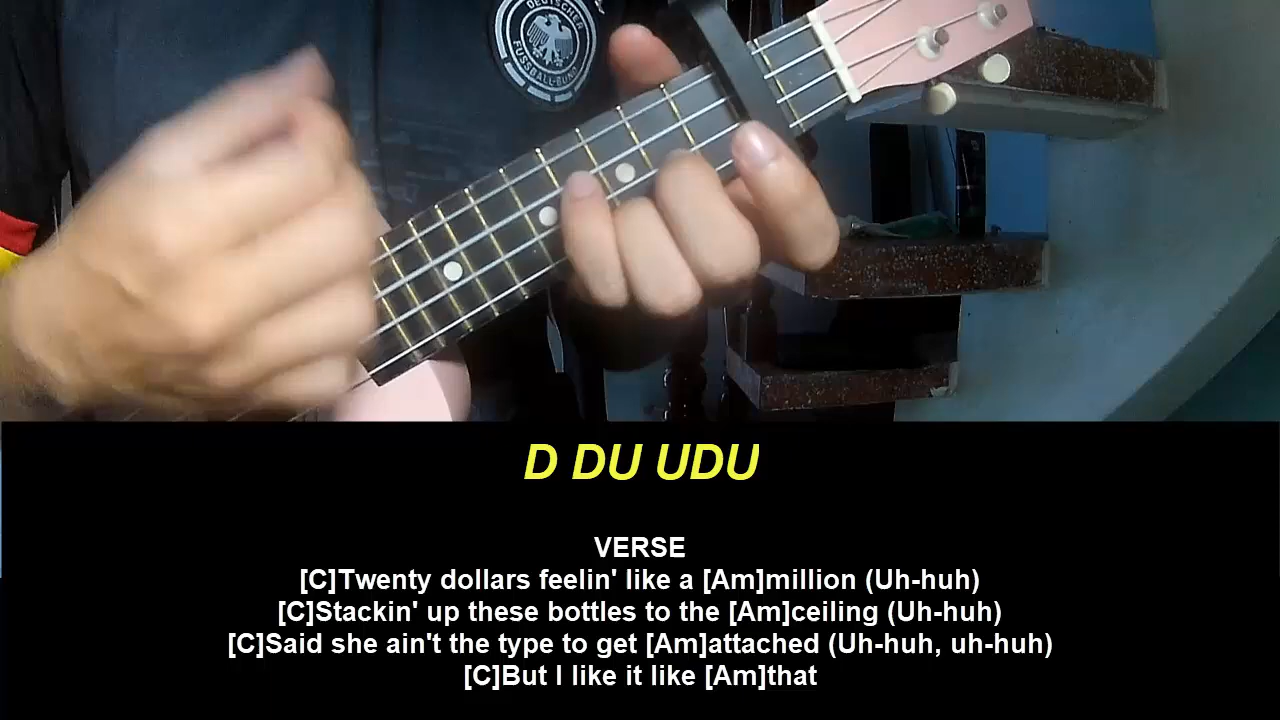 DEUTSCHER
FUSSBALL-BUND
D DU UDU
VERSE
[C]Twenty dollars feelin' like a [Am]million (Uh-huh)
[C]Stackin' up these bottles to the [Am]ceiling (Uh-huh)
[C]Said she ain't the type to get [Am]attached (Uh-huh, uh-huh)
[C]But I like it like [Am]that